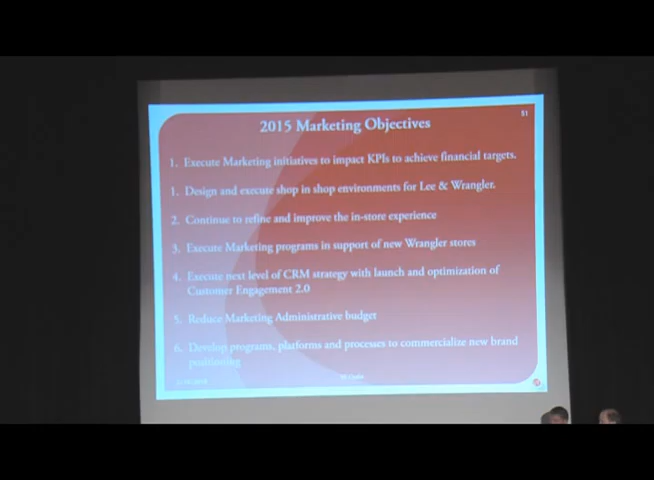 51
2015 Marketing Objectives
1. Execute Marketing initiatives to impact KPIs to achieve financial targets.
1. Design and execute shop in shop environments for Lee & Wrangler.
2. Continue to refine and improve the in-store experience
3. Execute Marketing programs in support of new Wrangler stores
4. Execute next level of CRM strategy with launch and optimization of
Customer Engagement 2.0
5. Reduce Marketing Administrative budget
6. Develop programs, platforms and processes to commercialize new brand
positioning